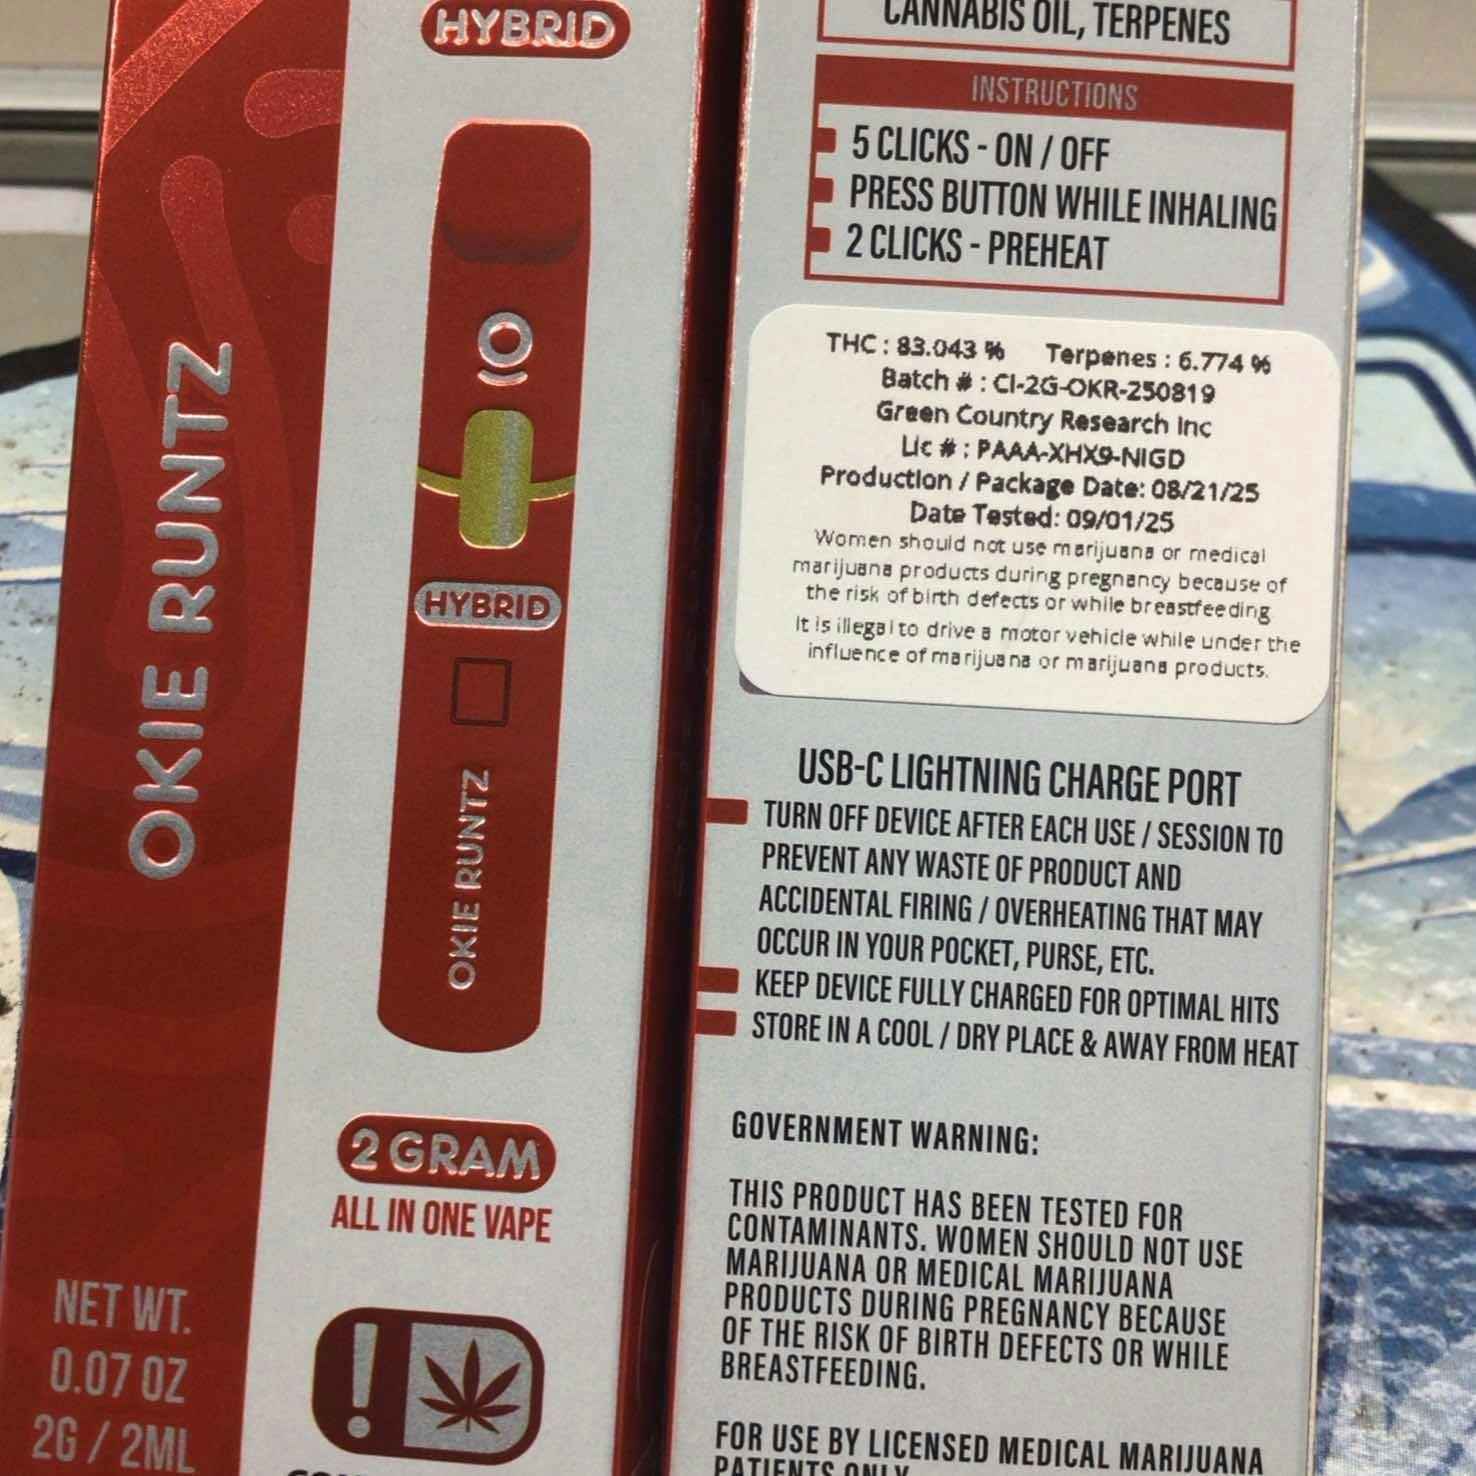 OKIE RUNTZ
NET WT.
0.07 OZ
2G / 2ML
HYBRID
HYBRID
OKIE RUNTZ
2 GRAM
ALL IN ONE VAPE
CANNABIS OIL, TERPENES
INSTRUCTIONS
5 CLICKS - ON / OFF
PRESS BUTTON WHILE INHALING
2 CLICKS - PREHEAT
THC : 83.043 % Terpenes : 6.774 %
Batch # : CI-2G-OKR-250819
Green Country Research Inc
Lic # : PAAA-XHX9-NIGD
Production / Package Date: 08/21/25
Date Tested: 09/01/25
Women should not use marijuana or medical
marijuana products during pregnancy because of
the risk of birth defects or while breastfeeding
It is illegal to drive a motor vehicle while under the
influence of marijuana or marijuana products.
USB-C LIGHTNING CHARGE PORT
TURN OFF DEVICE AFTER EACH USE / SESSION TO
PREVENT ANY WASTE OF PRODUCT AND
ACCIDENTAL FIRING / OVERHEATING THAT MAY
OCCUR IN YOUR POCKET, PURSE, ETC.
KEEP DEVICE FULLY CHARGED FOR OPTIMAL HITS
STORE IN A COOL / DRY PLACE & AWAY FROM HEAT
GOVERNMENT WARNING:
THIS PRODUCT HAS BEEN TESTED FOR
CONTAMINANTS. WOMEN SHOULD NOT USE
MARIJUANA OR MEDICAL MARIJUANA
PRODUCTS DURING PREGNANCY BECAUSE
OF THE RISK OF BIRTH DEFECTS OR WHILE
BREASTFEEDING.
FOR USE BY LICENSED MEDICAL MARIJUANA
PATIENTS ONLY